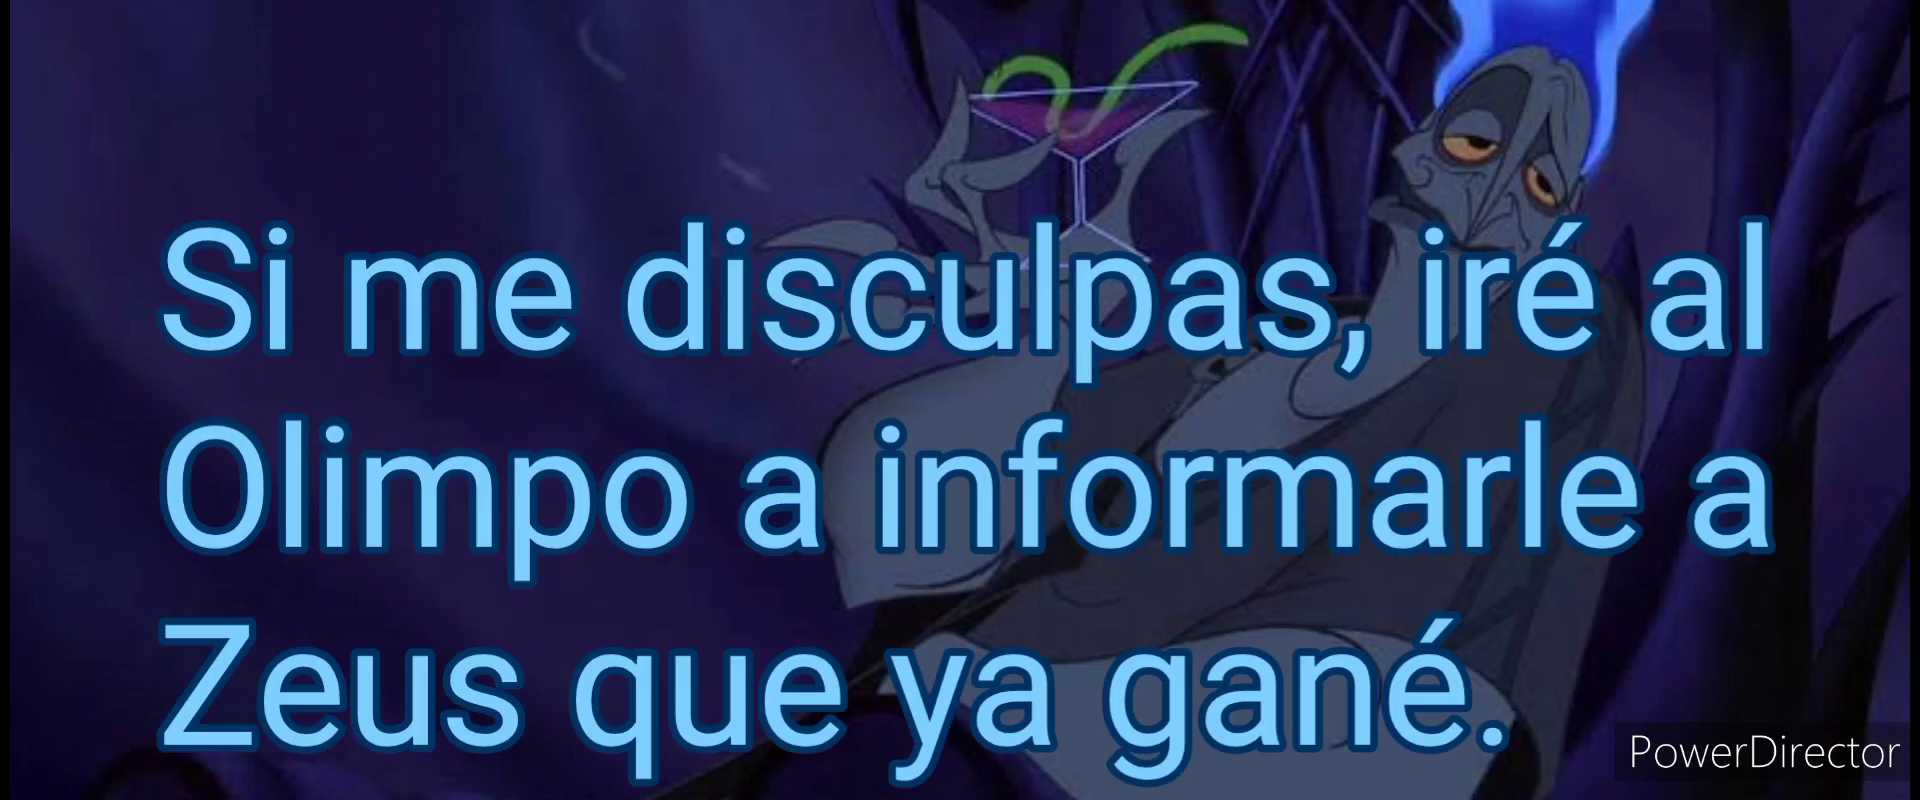 Si me disculpas, iré al
Olimpo a informarle a
Zeus que ya gané.
PowerDirector